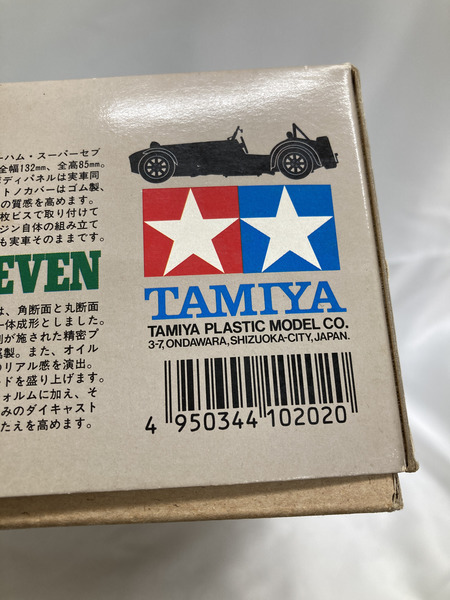 ーハム・スーパーセブ
全幅132mm、全高85mm。
ボディパネルは実車同
トノカバーはゴム製、
の質感を高めます。
枚ビスで取り付けて
ジン自体の組み立て
も実車そのままです。
EVEN
は、角断面と丸断面
一体成形としました。
刻が施された精密プ
属製。また、オイル
のリアル感を演出。
ードを盛り上げます。
ォルムに加え、そ
みのダイキャスト
たえを高めます。
TAMIYA
TAMIYA PLASTIC MODEL CO.
3-7, ONDAWARA, SHIZUOKA-CITY, JAPAN.
4 950344 102020